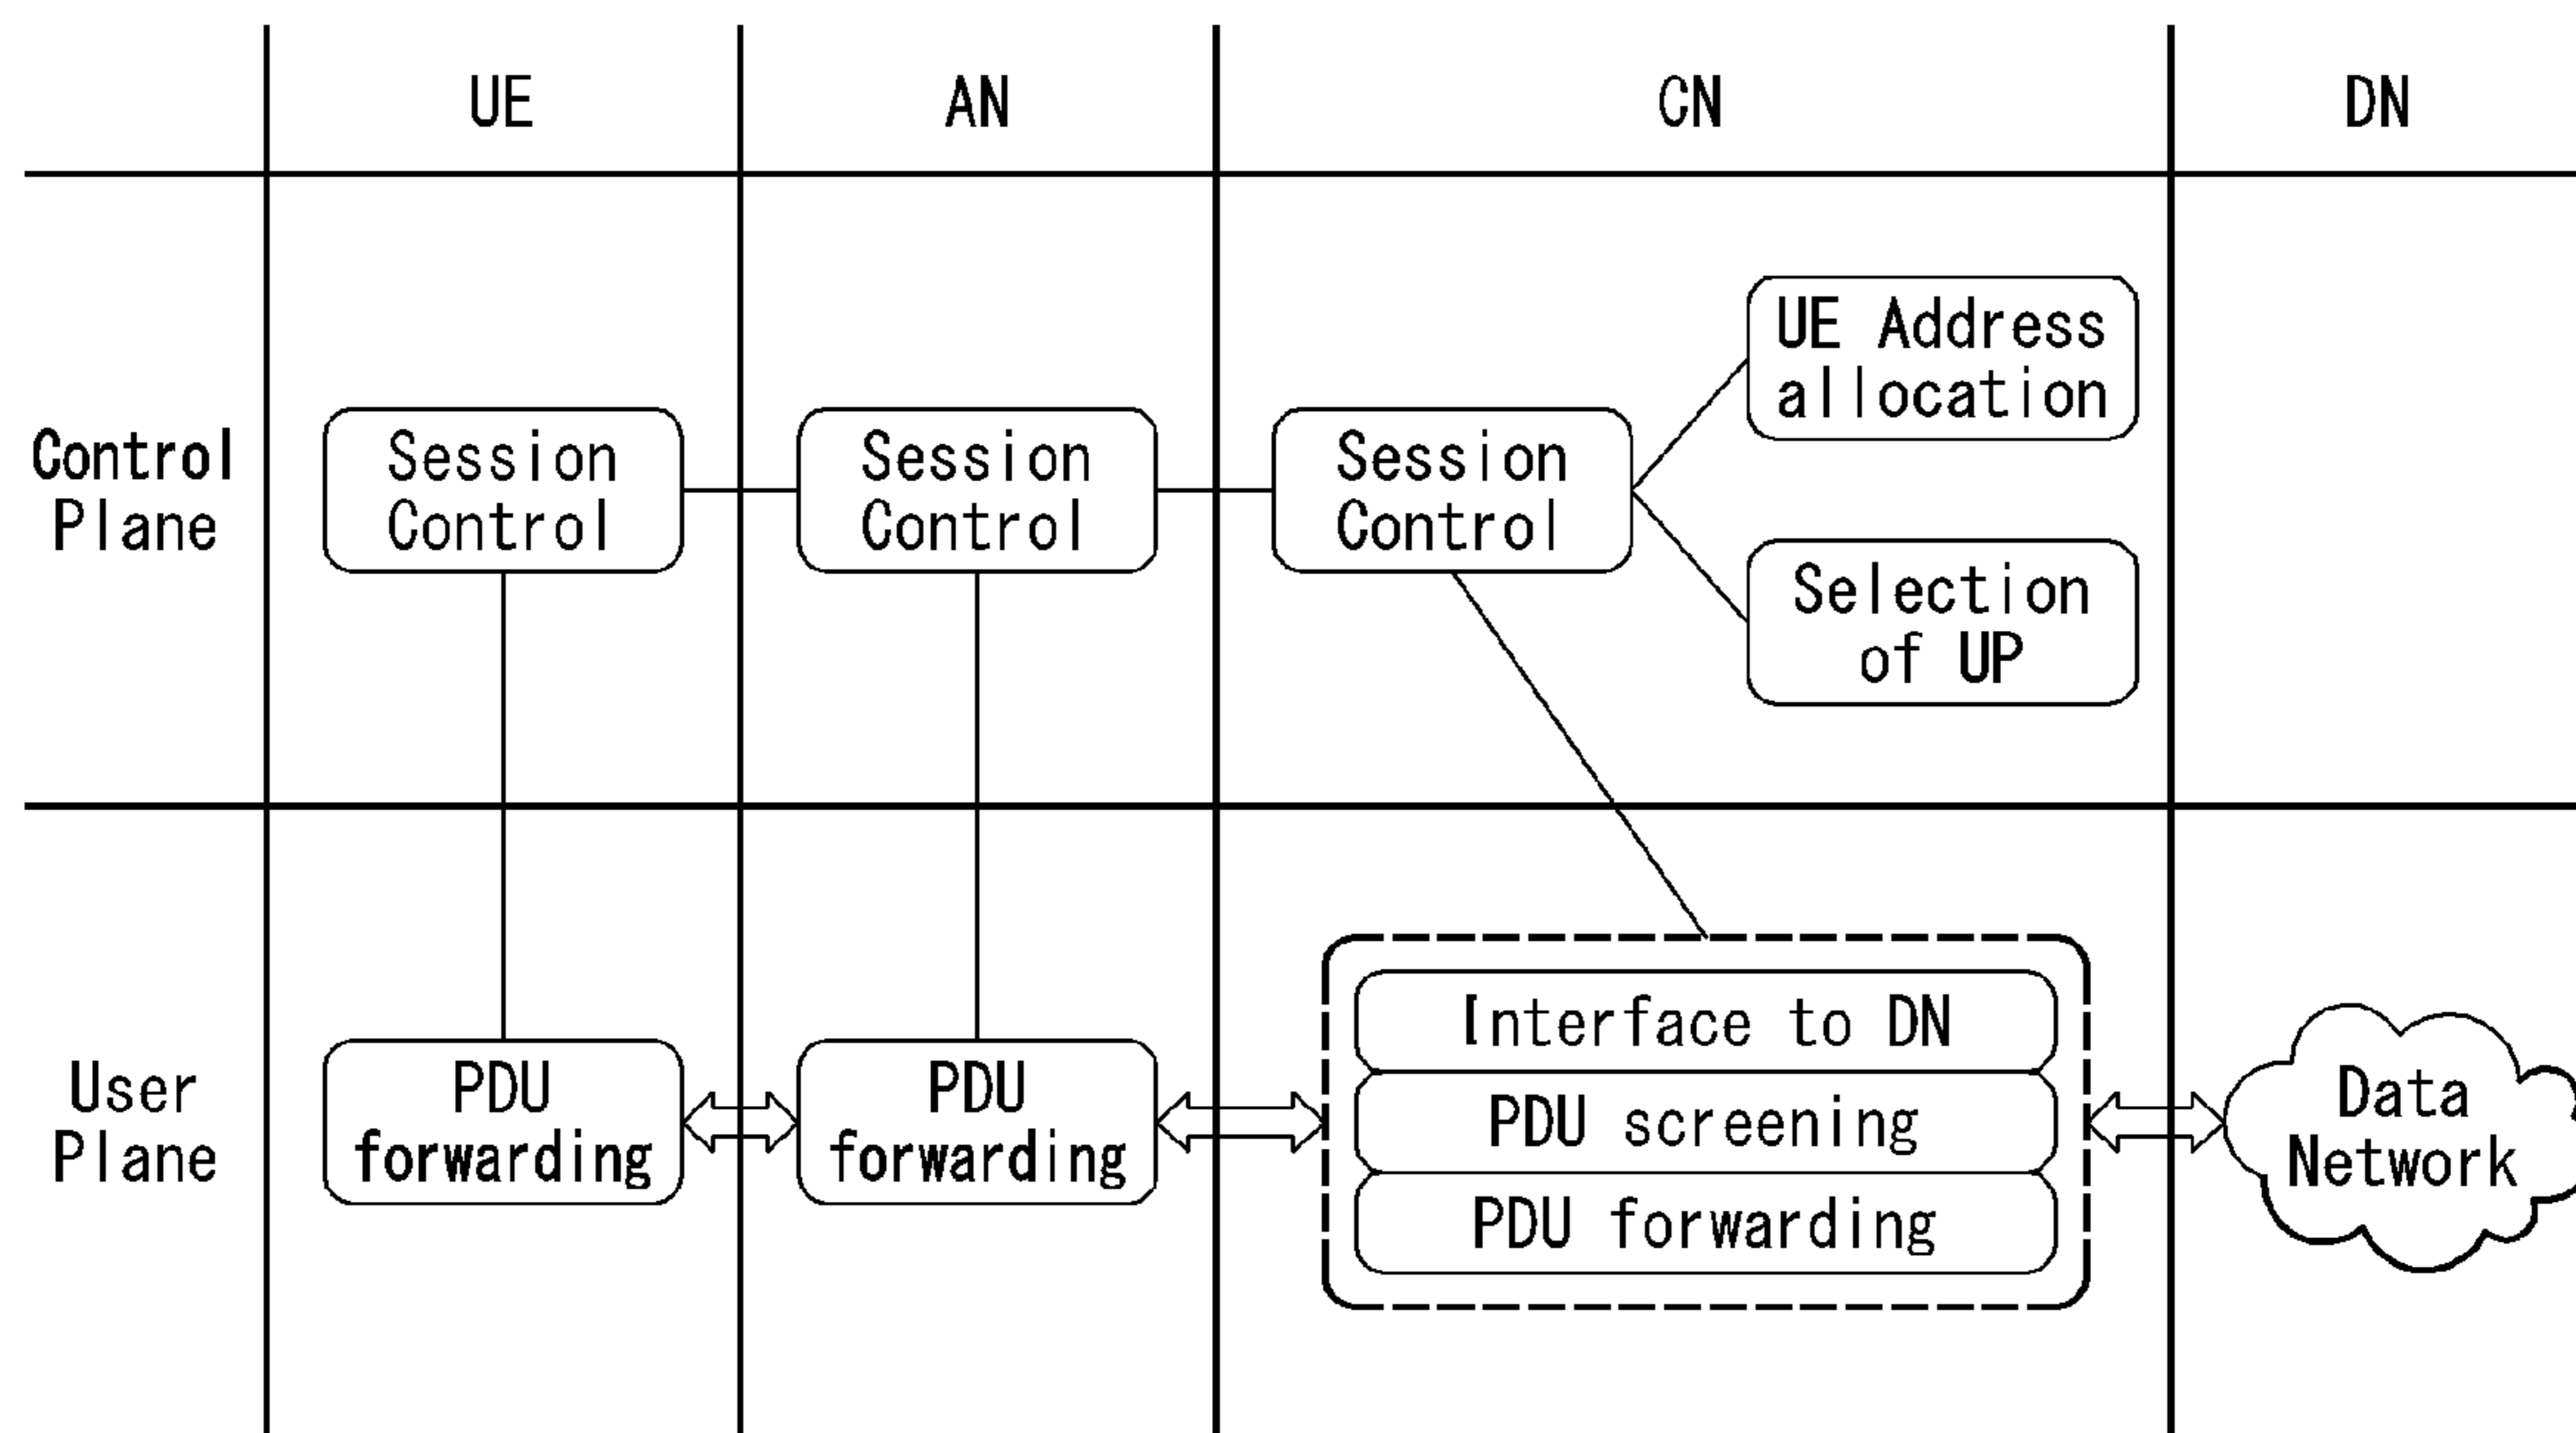 UE
AN
CN
DN
Control
Plane
Session
Control
Session
Control
Session
Control
UE Address
allocation
Selection
of UP
User
Plane
PDU
forwarding
PDU
forwarding
Interface to DN
PDU screening
PDU forwarding
Data
Network